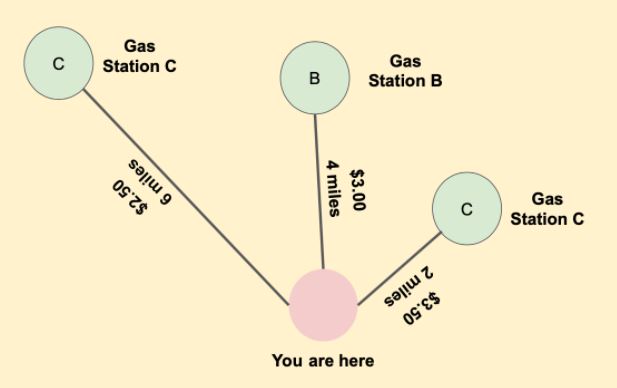 C
Gas
Station C
B
Gas
Station B
6 miles
$2.50
$3.00
4 miles
C
Gas
Station C
2 miles
$3.50
You are here